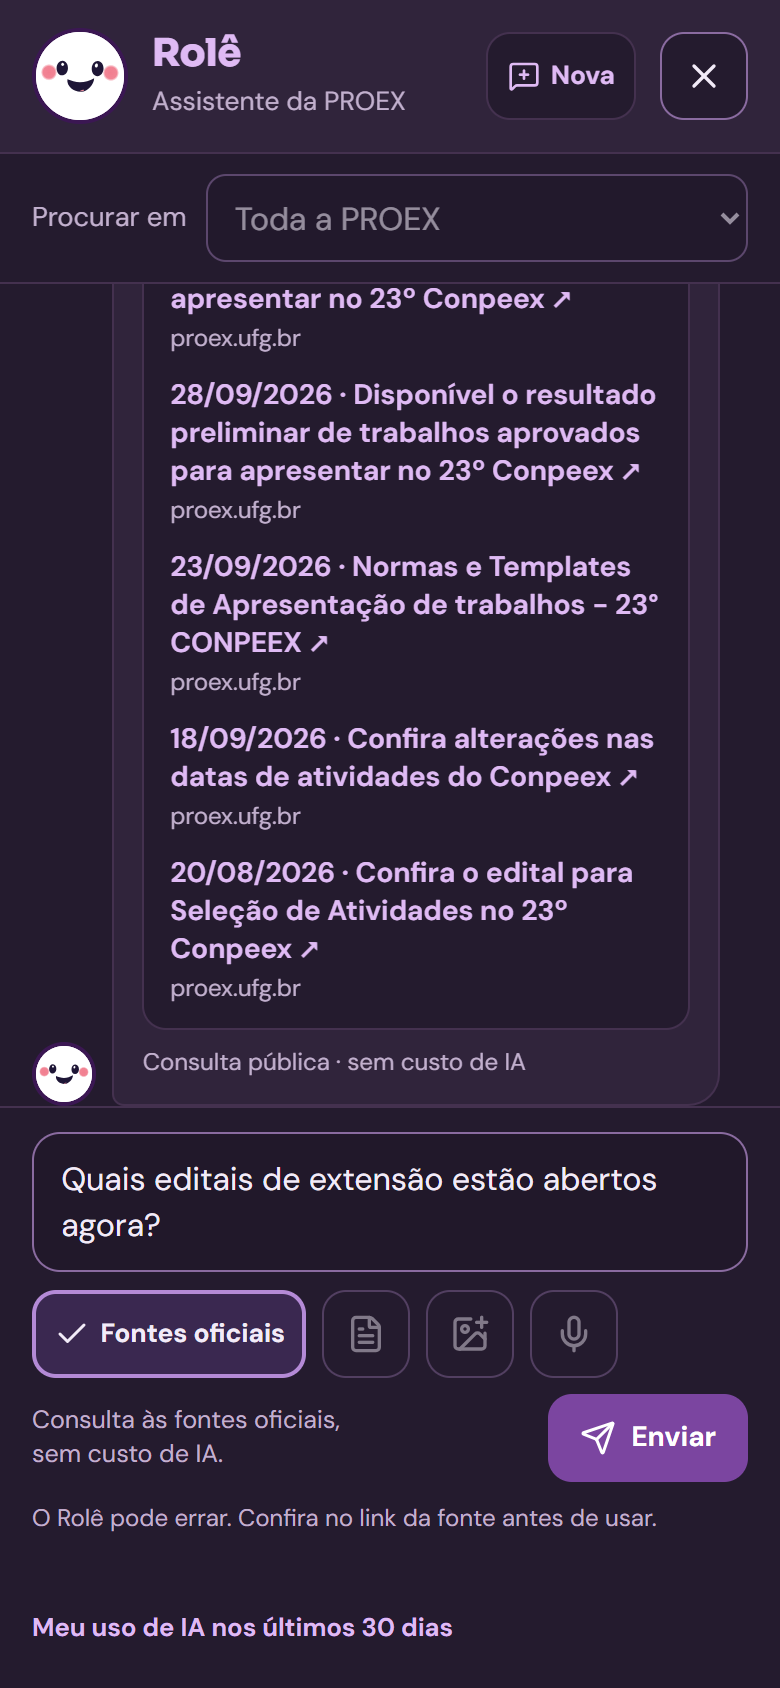 Rolê
Assistente da PROEX
Nova
Procurar em
Toda a PROEX
apresentar no 23º Conpeex ↗
proex.ufg.br
28/09/2026 · Disponível o resultado
preliminar de trabalhos aprovados
para apresentar no 23º Conpeex ↗
proex.ufg.br
23/09/2026 · Normas e Templates
de Apresentação de trabalhos – 23°
CONPEEX ↗
proex.ufg.br
18/09/2026 · Confira alterações nas
datas de atividades do Conpeex ↗
proex.ufg.br
20/08/2026 · Confira o edital para
Seleção de Atividades no 23º
Conpeex ↗
proex.ufg.br
Consulta pública · sem custo de IA
Quais editais de extensão estão abertos
agora?
Fontes oficiais
Consulta às fontes oficiais,
sem custo de IA.
Enviar
O Rolê pode errar. Confira no link da fonte antes de usar.
Meu uso de IA nos últimos 30 dias